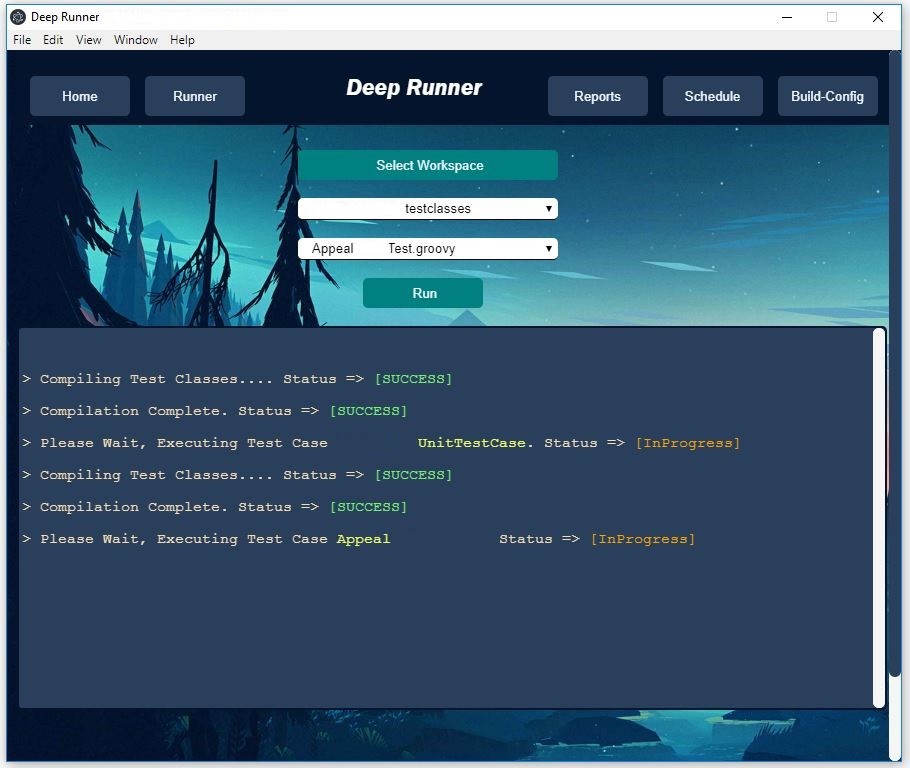 Deep Runner
File Edit View Window Help
Home Runner Deep Runner Reports Schedule Build-Config
Select Workspace
testclasses
Appeal Test.groovy
Run
> Compiling Test Classes.... Status => [SUCCESS]
> Compilation Complete. Status => [SUCCESS]
> Please Wait, Executing Test Case UnitTestCase. Status => [InProgress]
> Compiling Test Classes.... Status => [SUCCESS]
> Compilation Complete. Status => [SUCCESS]
> Please Wait, Executing Test Case Appeal Status => [InProgress]